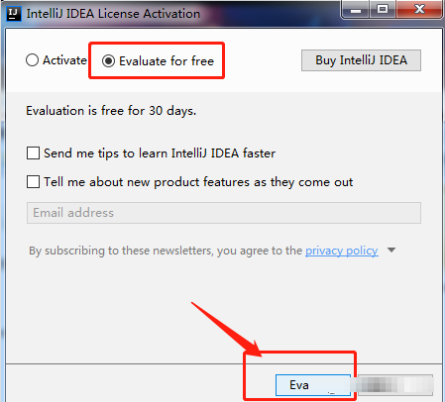 IntelliJ IDEA License Activation
Activate Evaluate for free Buy IntelliJ IDEA
Evaluation is free for 30 days.
Send me tips to learn IntelliJ IDEA faster
Tell me about new product features as they come out
Email address
By subscribing to these newsletters, you agree to the privacy policy
Eva